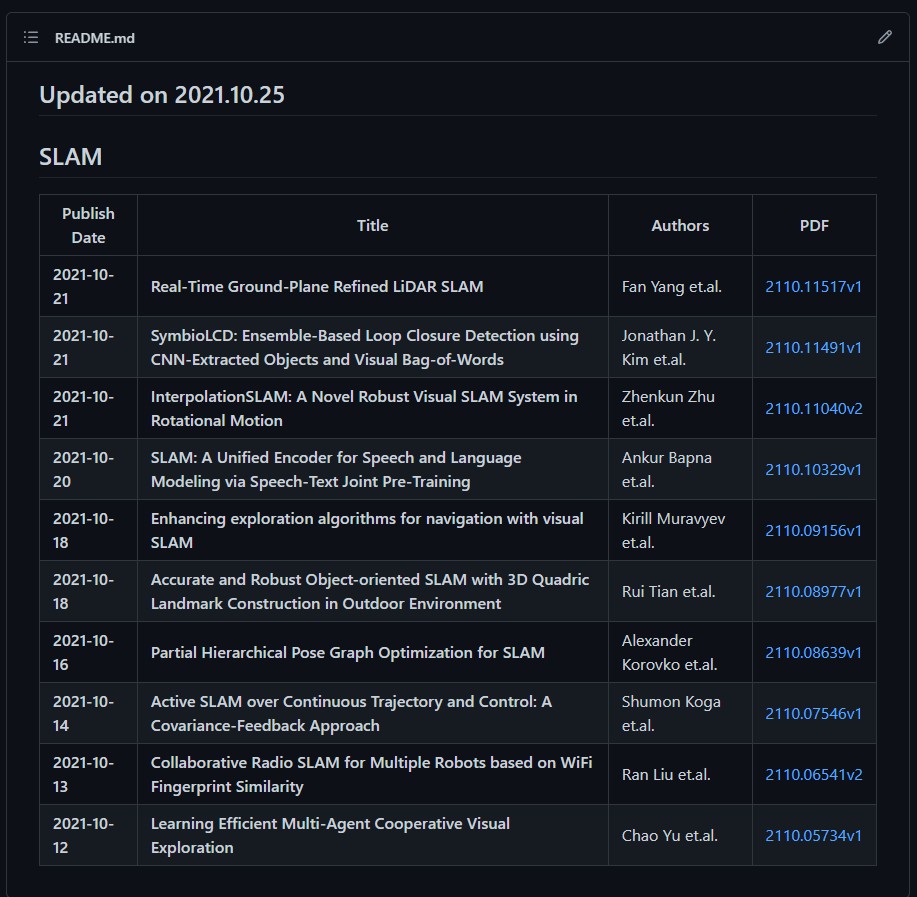 README.md
Updated on 2021.10.25
SLAM
Publish
Date
Title
Authors
PDF
2021-10-
21
Real-Time Ground-Plane Refined LiDAR SLAM
Fan Yang et.al.
2110.11517v1
2021-10-
21
SymbioLCD: Ensemble-Based Loop Closure Detection using
CNN-Extracted Objects and Visual Bag-of-Words
Jonathan J. Y.
Kim et.al.
2110.11491v1
2021-10-
21
InterpolationSLAM: A Novel Robust Visual SLAM System in
Rotational Motion
Zhenkun Zhu
et.al.
2110.11040v2
2021-10-
20
SLAM: A Unified Encoder for Speech and Language
Modeling via Speech-Text Joint Pre-Training
Ankur Bapna
et.al.
2110.10329v1
2021-10-
18
Enhancing exploration algorithms for navigation with visual
SLAM
Kirill Muravyev
et.al.
2110.09156v1
2021-10-
18
Accurate and Robust Object-oriented SLAM with 3D Quadric
Landmark Construction in Outdoor Environment
Rui Tian et.al.
2110.08977v1
2021-10-
16
Partial Hierarchical Pose Graph Optimization for SLAM
Alexander
Korovko et.al.
2110.08639v1
2021-10-
14
Active SLAM over Continuous Trajectory and Control: A
Covariance-Feedback Approach
Shumon Koga
et.al.
2110.07546v1
2021-10-
13
Collaborative Radio SLAM for Multiple Robots based on WiFi
Fingerprint Similarity
Ran Liu et.al.
2110.06541v2
2021-10-
12
Learning Efficient Multi-Agent Cooperative Visual
Exploration
Chao Yu et.al.
2110.05734v1